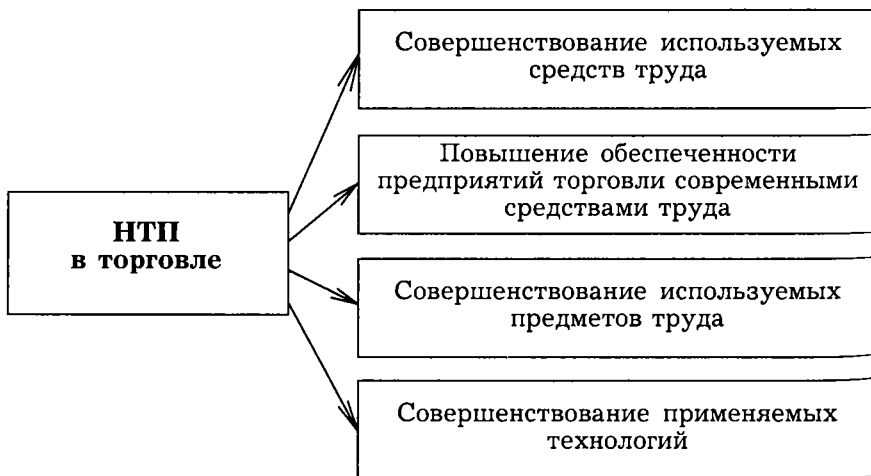 Совершенствование используемых
средств труда
Повышение обеспеченности
предприятий торговли современными
средствами труда
НТП
в торговле
Совершенствование используемых
предметов труда
Совершенствование применяемых
технологий